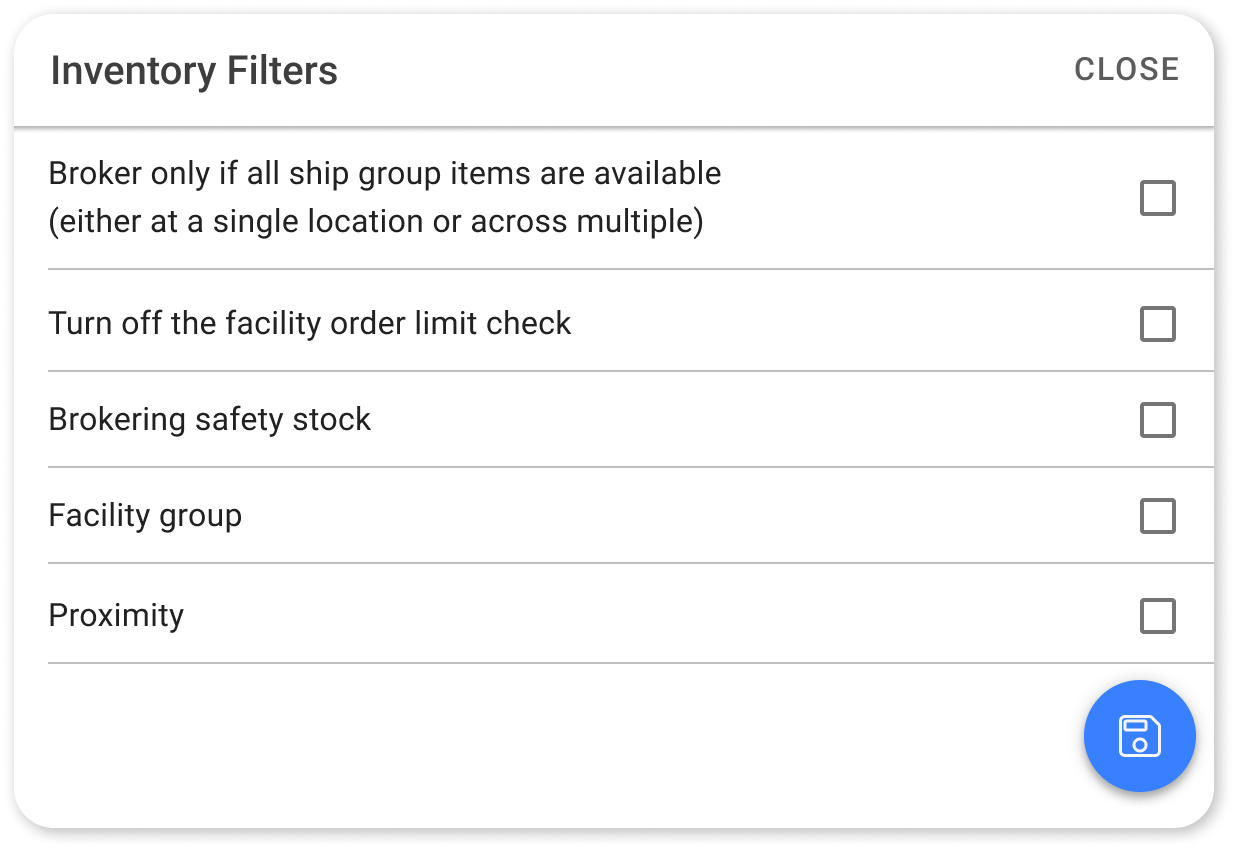 Inventory Filters
CLOSE
Broker only if all ship group items are available
(either at a single location or across multiple)
Turn off the facility order limit check
Brokering safety stock
Facility group
Proximity